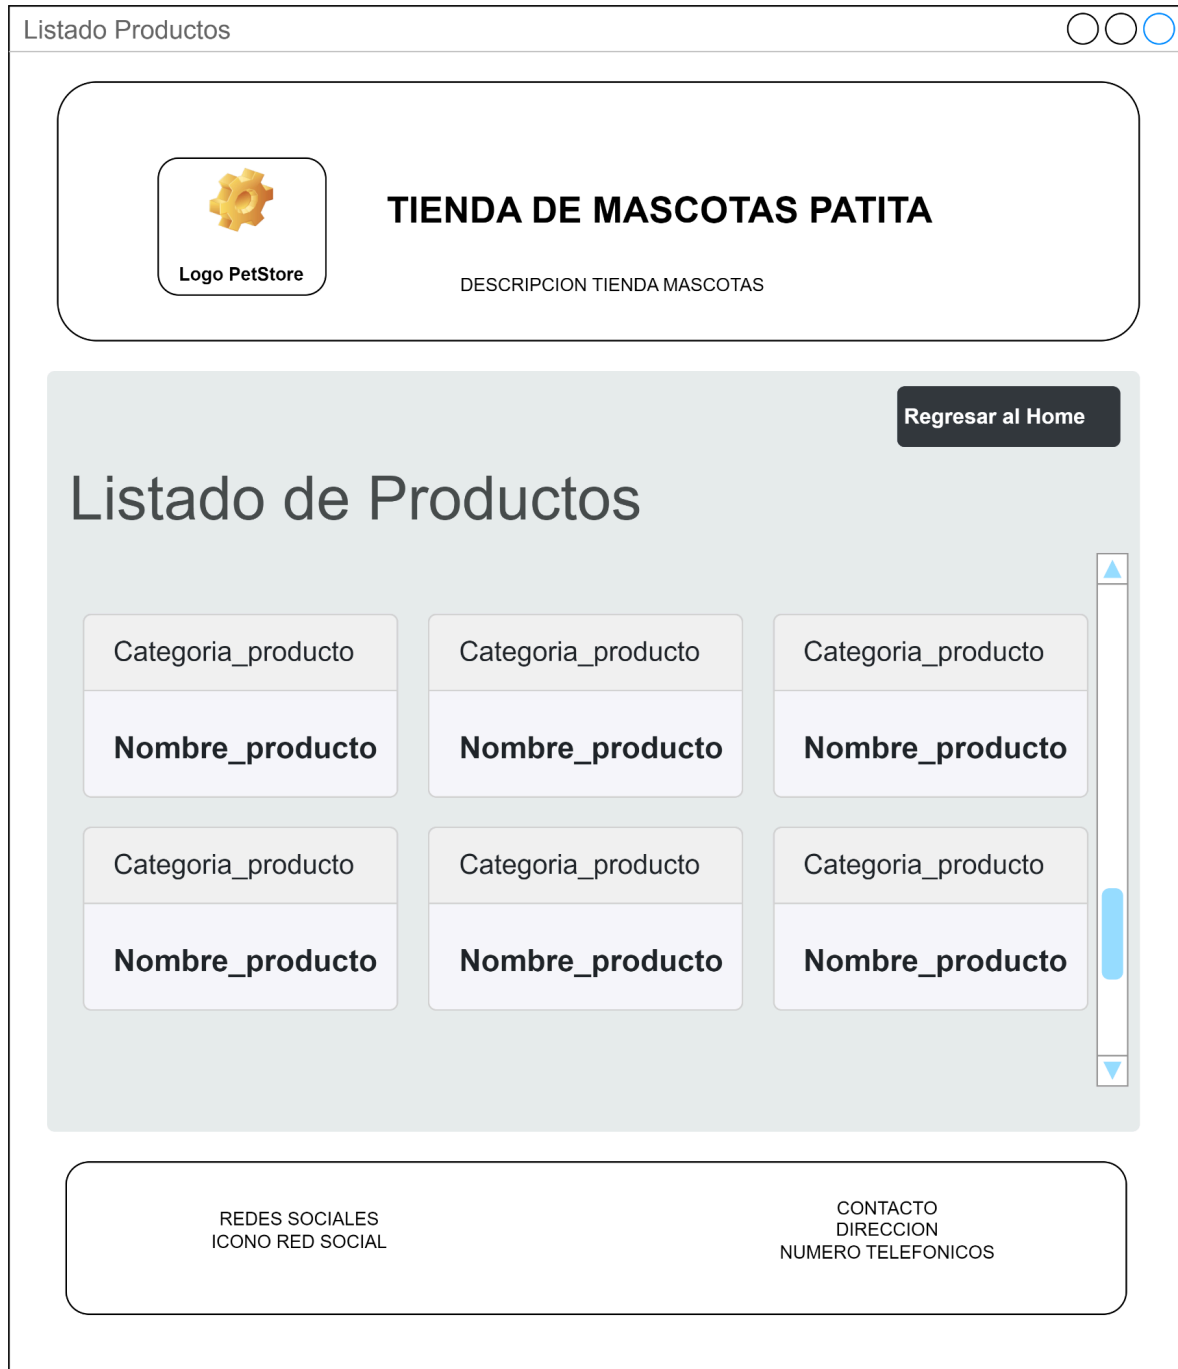 Listado Productos
TIENDA DE MASCOTAS PATITA
Logo PetStore
DESCRIPCION TIENDA MASCOTAS
Regresar al Home
Listado de Productos
Categoria_producto
Categoria_producto
Categoria_producto
Nombre_producto
Nombre_producto
Nombre_producto
Categoria_producto
Categoria_producto
Categoria_producto
Nombre_producto
Nombre_producto
Nombre_producto
REDES SOCIALES
ICONO RED SOCIAL
CONTACTO
DIRECCION
NUMERO TELEFONICOS